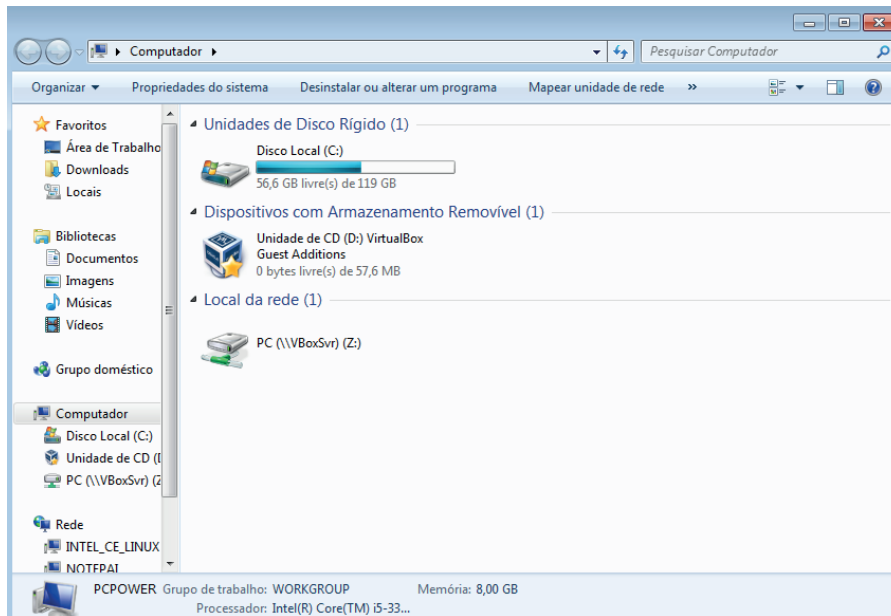 Computador
Pesquisar Computador
Organizar Propriedades do sistema Desinstalar ou alterar um programa Mapear unidade de rede »
Favoritos
Área de Trabalho
Downloads
Locais
Bibliotecas
Documentos
Imagens
Músicas
Vídeos
Grupo doméstico
Computador
Disco Local (C:)
Unidade de CD (
PC (\\VBoxSvr) (Z
Rede
INTEL_CE_LINUX
NOTEPAI
Unidades de Disco Rígido (1)
Disco Local (C:)
56,6 GB livre(s) de 119 GB
Dispositivos com Armazenamento Removível (1)
Unidade de CD (D:) VirtualBox
Guest Additions
0 bytes livre(s) de 57,6 MB
Local da rede (1)
PC (\\VBoxSvr) (Z:)
PCPOWER Grupo de trabalho: WORKGROUP Memória: 8,00 GB
Processador: Intel(R) Core(TM) i5-33...